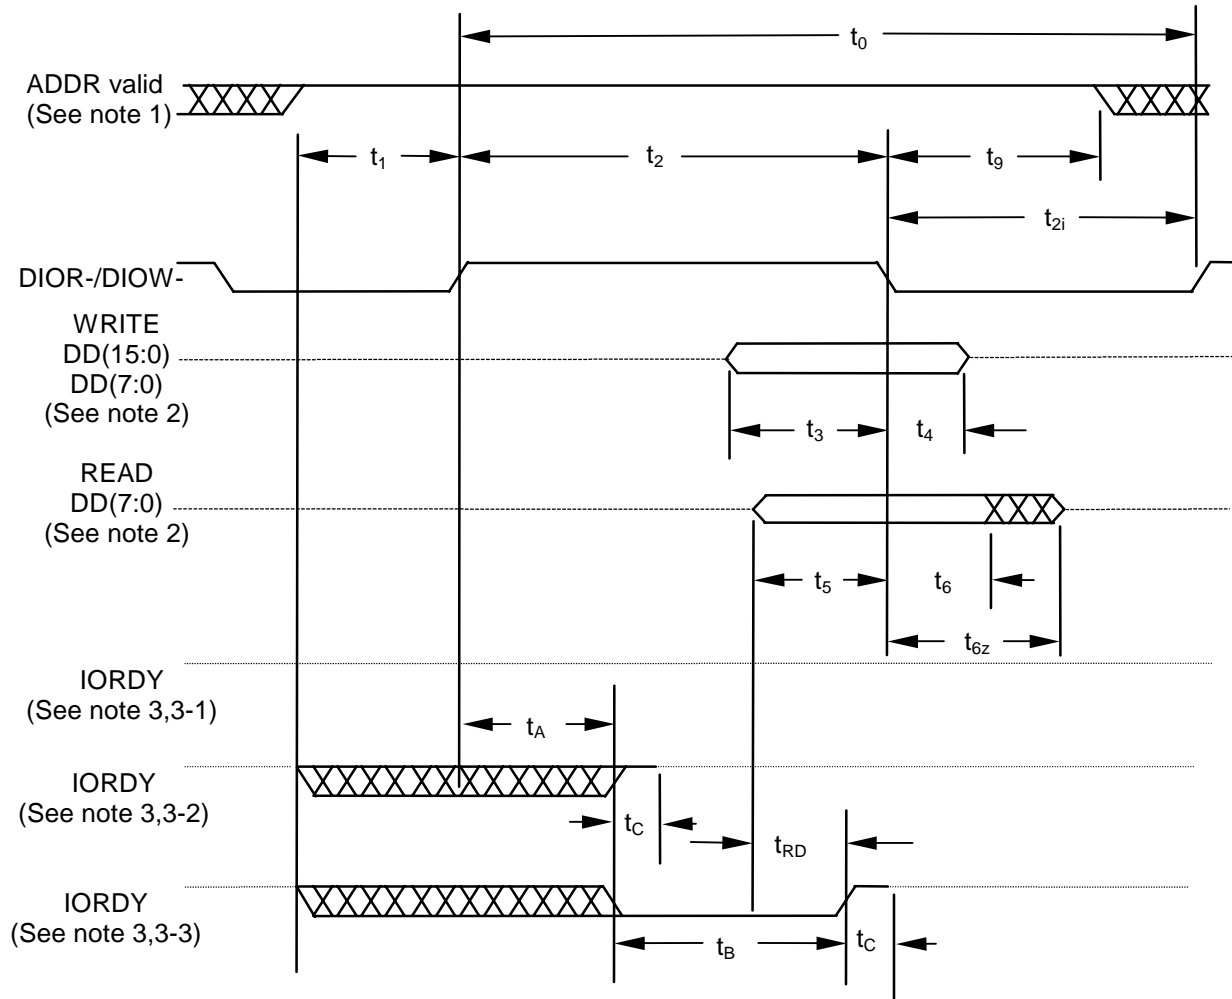 t0
ADDR valid
(See note 1)
t1
t2
t9
t2i
DIOR-/DIOW-
WRITE
DD(15:0)
DD(7:0)
(See note 2)
t3
t4
READ
DD(7:0)
(See note 2)
t5
t6
t6z
IORDY
(See note 3,3-1)
tA
IORDY
(See note 3,3-2)
tC
tRD
IORDY
(See note 3,3-3)
tB
tC